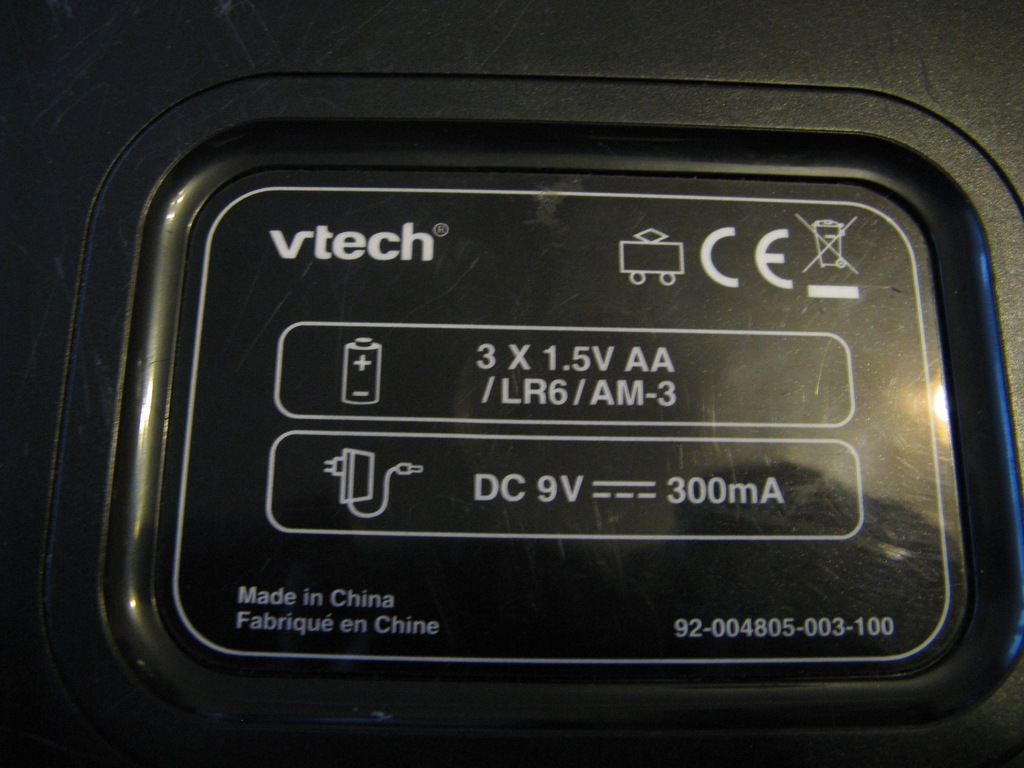 vtech®
CE
3 X 1.5V AA
/LR6/AM-3
DC 9V ⎓ 300mA
Made in China
Fabriqué en Chine
92-004805-003-100